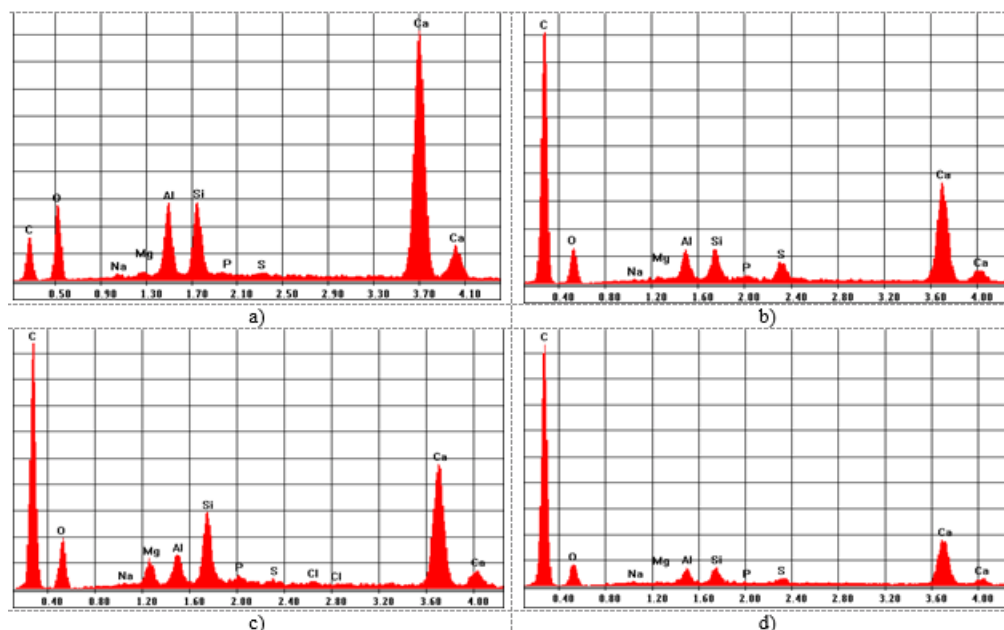 Ca
C
O
Al
Si
Mg
Na
P
S
Ca
0.50 0.90 1.30 1.70 2.10 2.50 2.90 3.30 3.70 4.10
a)
C
O
Al
Si
Mg
Na
P
S
Ca
Ca
0.40 0.80 1.20 1.60 2.00 2.40 2.80 3.20 3.60 4.00
b)
C
O
Mg
Al
Si
Na
P
S
Cl
Cl
Ca
Ca
0.40 0.80 1.20 1.60 2.00 2.40 2.80 3.20 3.60 4.00
c)
C
O
Na
Mg
Al
Si
P
S
Ca
Ca
0.40 0.80 1.20 1.60 2.00 2.40 2.80 3.20 3.60 4.00
d)